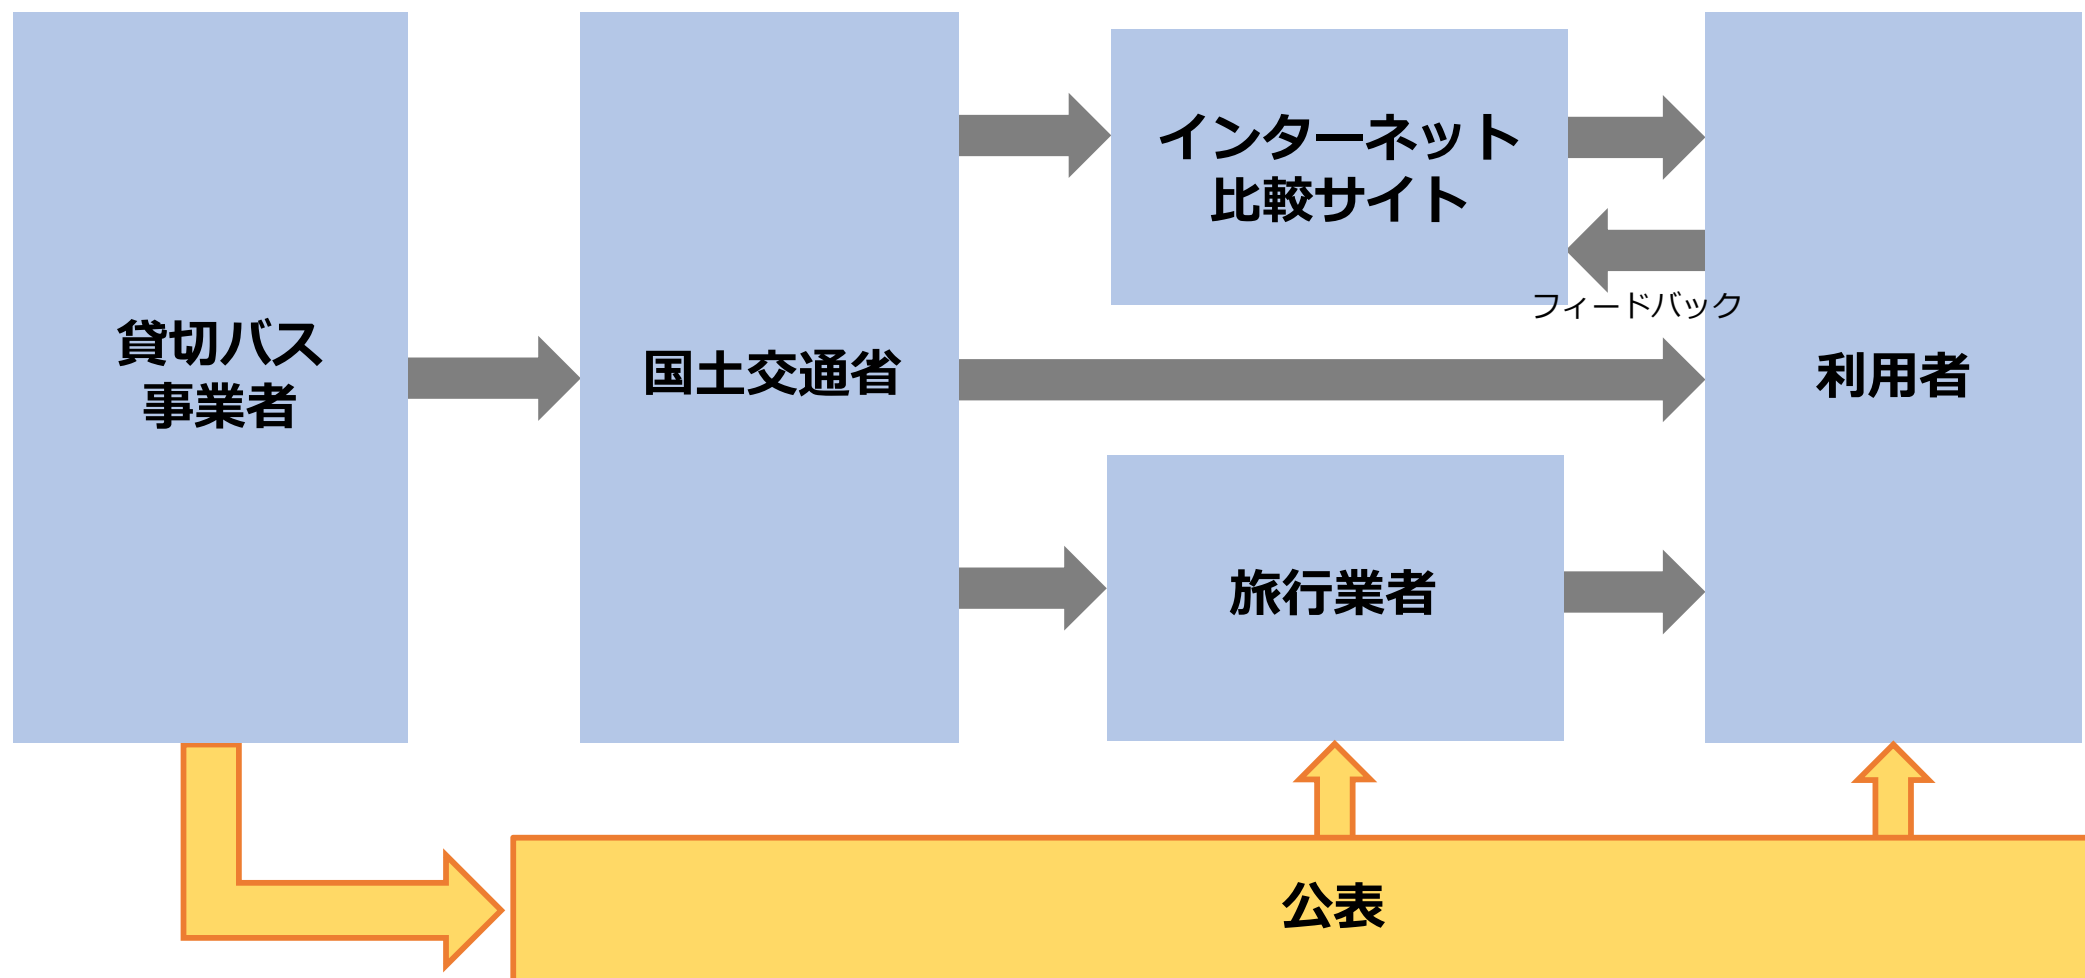 貸切バス
事業者
国土交通省
インターネット
比較サイト
フィードバック
旅行業者
利用者
公表